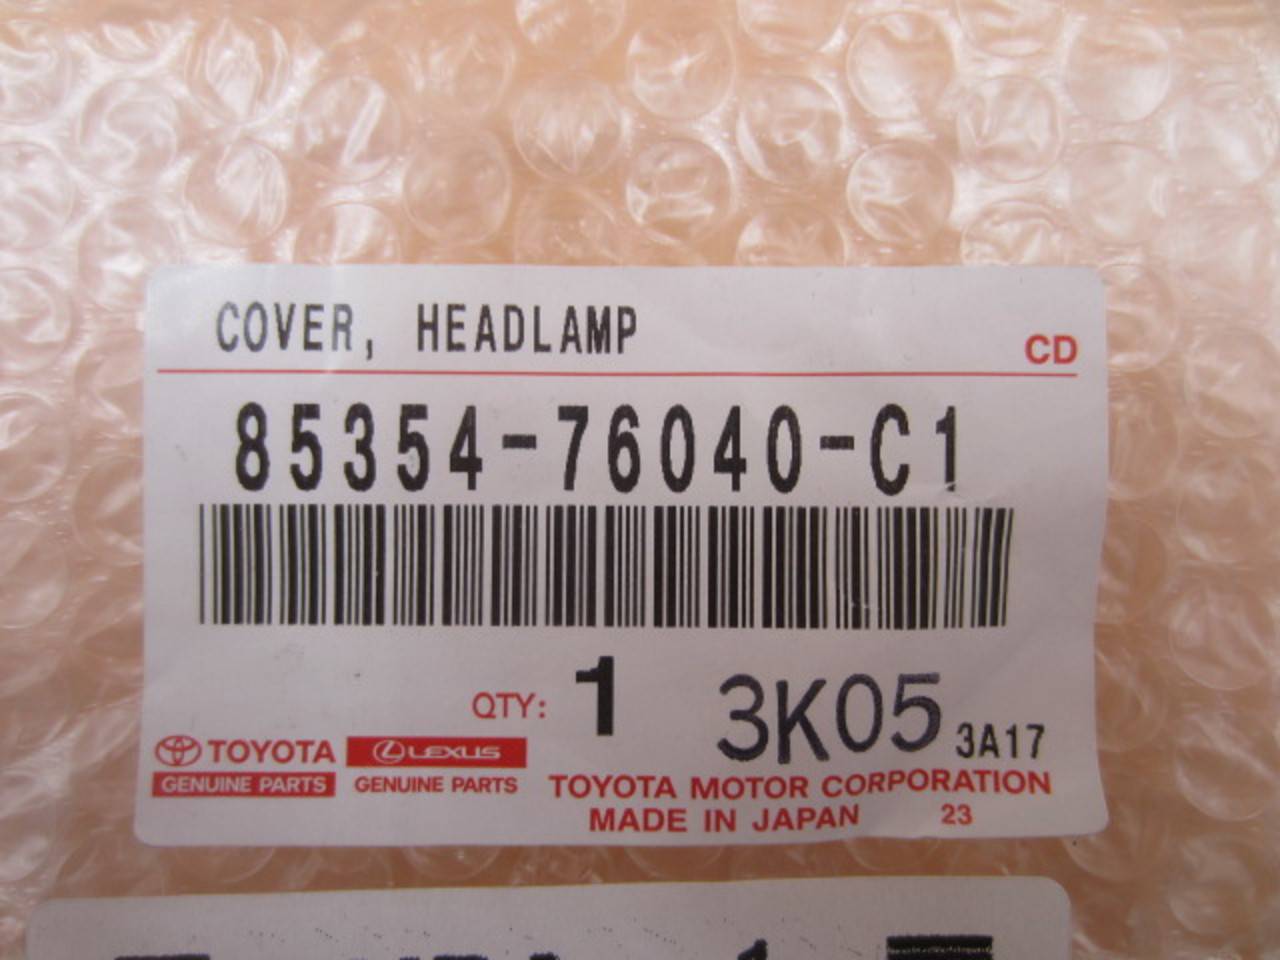 COVER, HEADLAMP
CD
85354-76040-C1
QTY: 1 3K05 3A17
TOYOTA LEXUS
GENUINE PARTS GENUINE PARTS TOYOTA MOTOR CORPORATION
MADE IN JAPAN 23